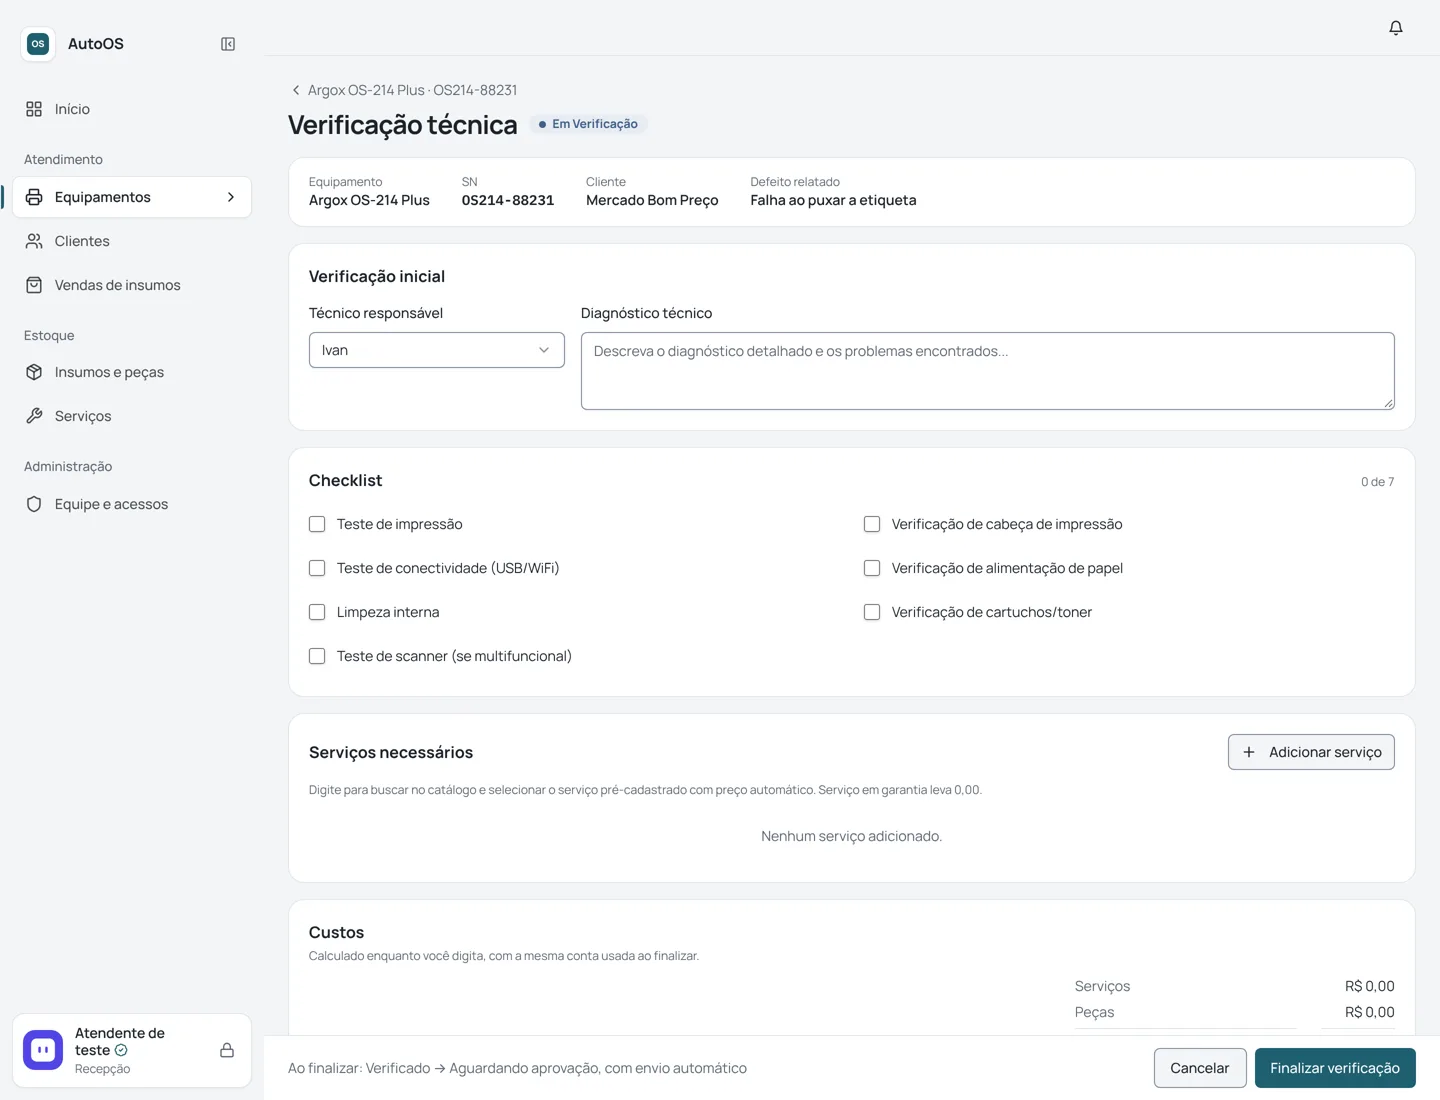 OS
AutoOS
Início
Atendimento
Equipamentos
Clientes
Vendas de insumos
Estoque
Insumos e peças
Serviços
Administração
Equipe e acessos
Atendente de
teste
Recepção
Argox OS-214 Plus · OS214-88231
Verificação técnica
Em Verificação
Equipamento
Argox OS-214 Plus
SN
OS214-88231
Cliente
Mercado Bom Preço
Defeito relatado
Falha ao puxar a etiqueta
Verificação inicial
Técnico responsável
Ivan
Diagnóstico técnico
Descreva o diagnóstico detalhado e os problemas encontrados...
Checklist
0 de 7
Teste de impressão
Verificação de cabeça de impressão
Teste de conectividade (USB/WiFi)
Verificação de alimentação de papel
Limpeza interna
Verificação de cartuchos/toner
Teste de scanner (se multifuncional)
Serviços necessários
Adicionar serviço
Digite para buscar no catálogo e selecionar o serviço pré-cadastrado com preço automático. Serviço em garantia leva 0,00.
Nenhum serviço adicionado.
Custos
Calculado enquanto você digita, com a mesma conta usada ao finalizar.
Serviços R$ 0,00
Peças R$ 0,00
Ao finalizar: Verificado → Aguardando aprovação, com envio automático
Cancelar
Finalizar verificação